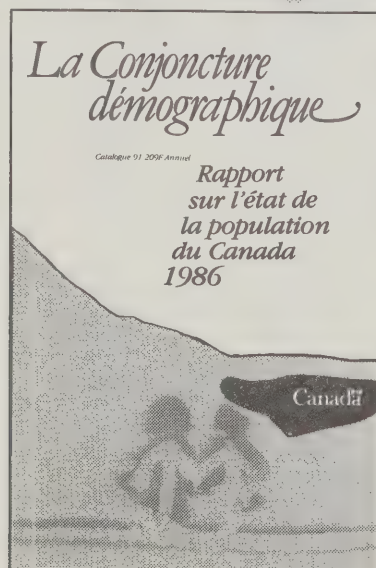 La Conjoncture
démographique
Catalogue 91-209F Annuel
Rapport
sur l'état de
la population
du Canada
1986
Canada